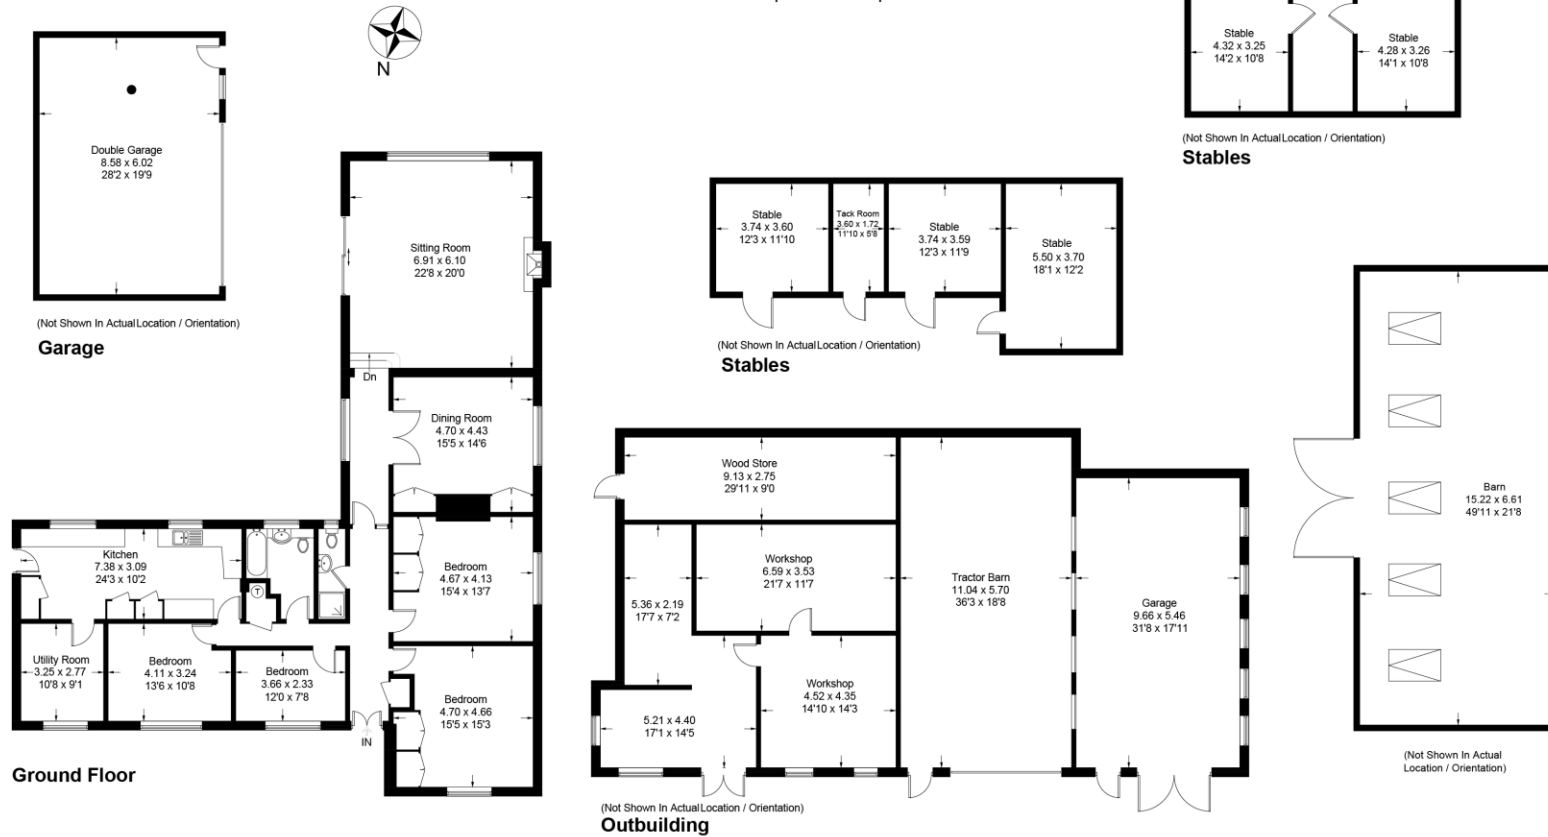 N
Double Garage
8.58 x 6.02
28'2 x 19'9
(Not Shown In Actual Location / Orientation)
Garage
Stable
4.32 x 3.25
14'2 x 10'8
Stable
4.28 x 3.26
14'1 x 10'8
(Not Shown In Actual Location / Orientation)
Stables
Stable
3.74 x 3.60
12'3 x 11'10
Tack Room
3.60 x 1.72
11'10 x 5'8
Stable
3.74 x 3.59
12'3 x 11'9
Stable
5.50 x 3.70
18'1 x 12'2
(Not Shown In Actual Location / Orientation)
Stables
Sitting Room
6.91 x 6.10
22'8 x 20'0
Dn
Dining Room
4.70 x 4.43
15'5 x 14'6
Kitchen
7.38 x 3.09
24'3 x 10'2
T
Bedroom
4.67 x 4.13
15'4 x 13'7
Utility Room
3.25 x 2.77
10'8 x 9'1
Bedroom
4.11 x 3.24
13'6 x 10'8
Bedroom
3.66 x 2.33
12'0 x 7'8
Bedroom
4.70 x 4.66
15'5 x 15'3
IN
Ground Floor
Wood Store
9.13 x 2.75
29'11 x 9'0
Workshop
6.59 x 3.53
21'7 x 11'7
5.36 x 2.19
17'7 x 7'2
Tractor Barn
11.04 x 5.70
36'3 x 18'8
Garage
9.66 x 5.46
31'8 x 17'11
Workshop
4.52 x 4.35
14'10 x 14'3
5.21 x 4.40
17'1 x 14'5
(Not Shown In Actual Location / Orientation)
Outbuilding
Barn
15.22 x 6.61
49'11 x 21'8
(Not Shown In Actual
Location / Orientation)